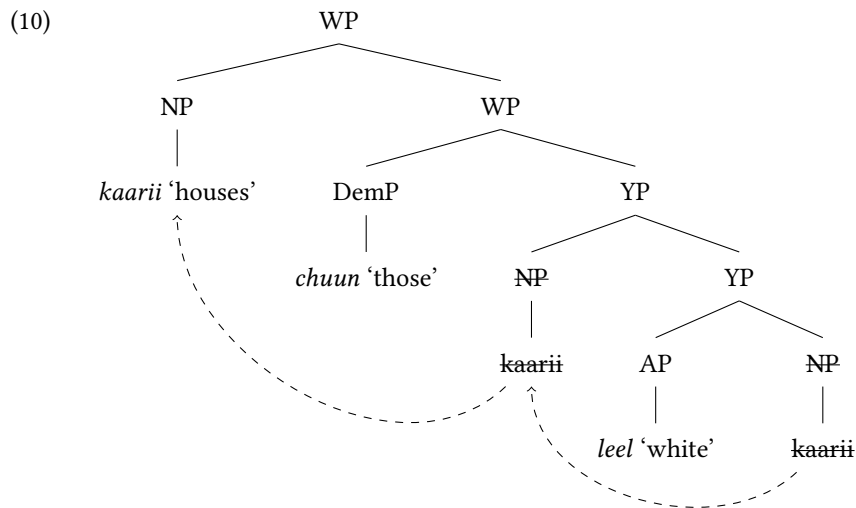 (10) WP
NP WP
kaarii ‘houses’ DemP YP
chuun ‘those’ NP YP
kaarii AP NP
leel ‘white’ kaarii